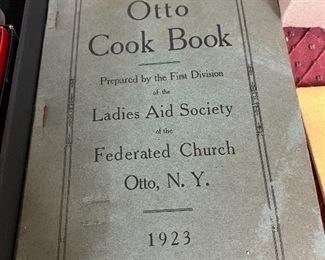 Otto
Cook Book
Prepared by the First Division
of the
Ladies Aid Society
of the
Federated Church
Otto, N. Y.
1923